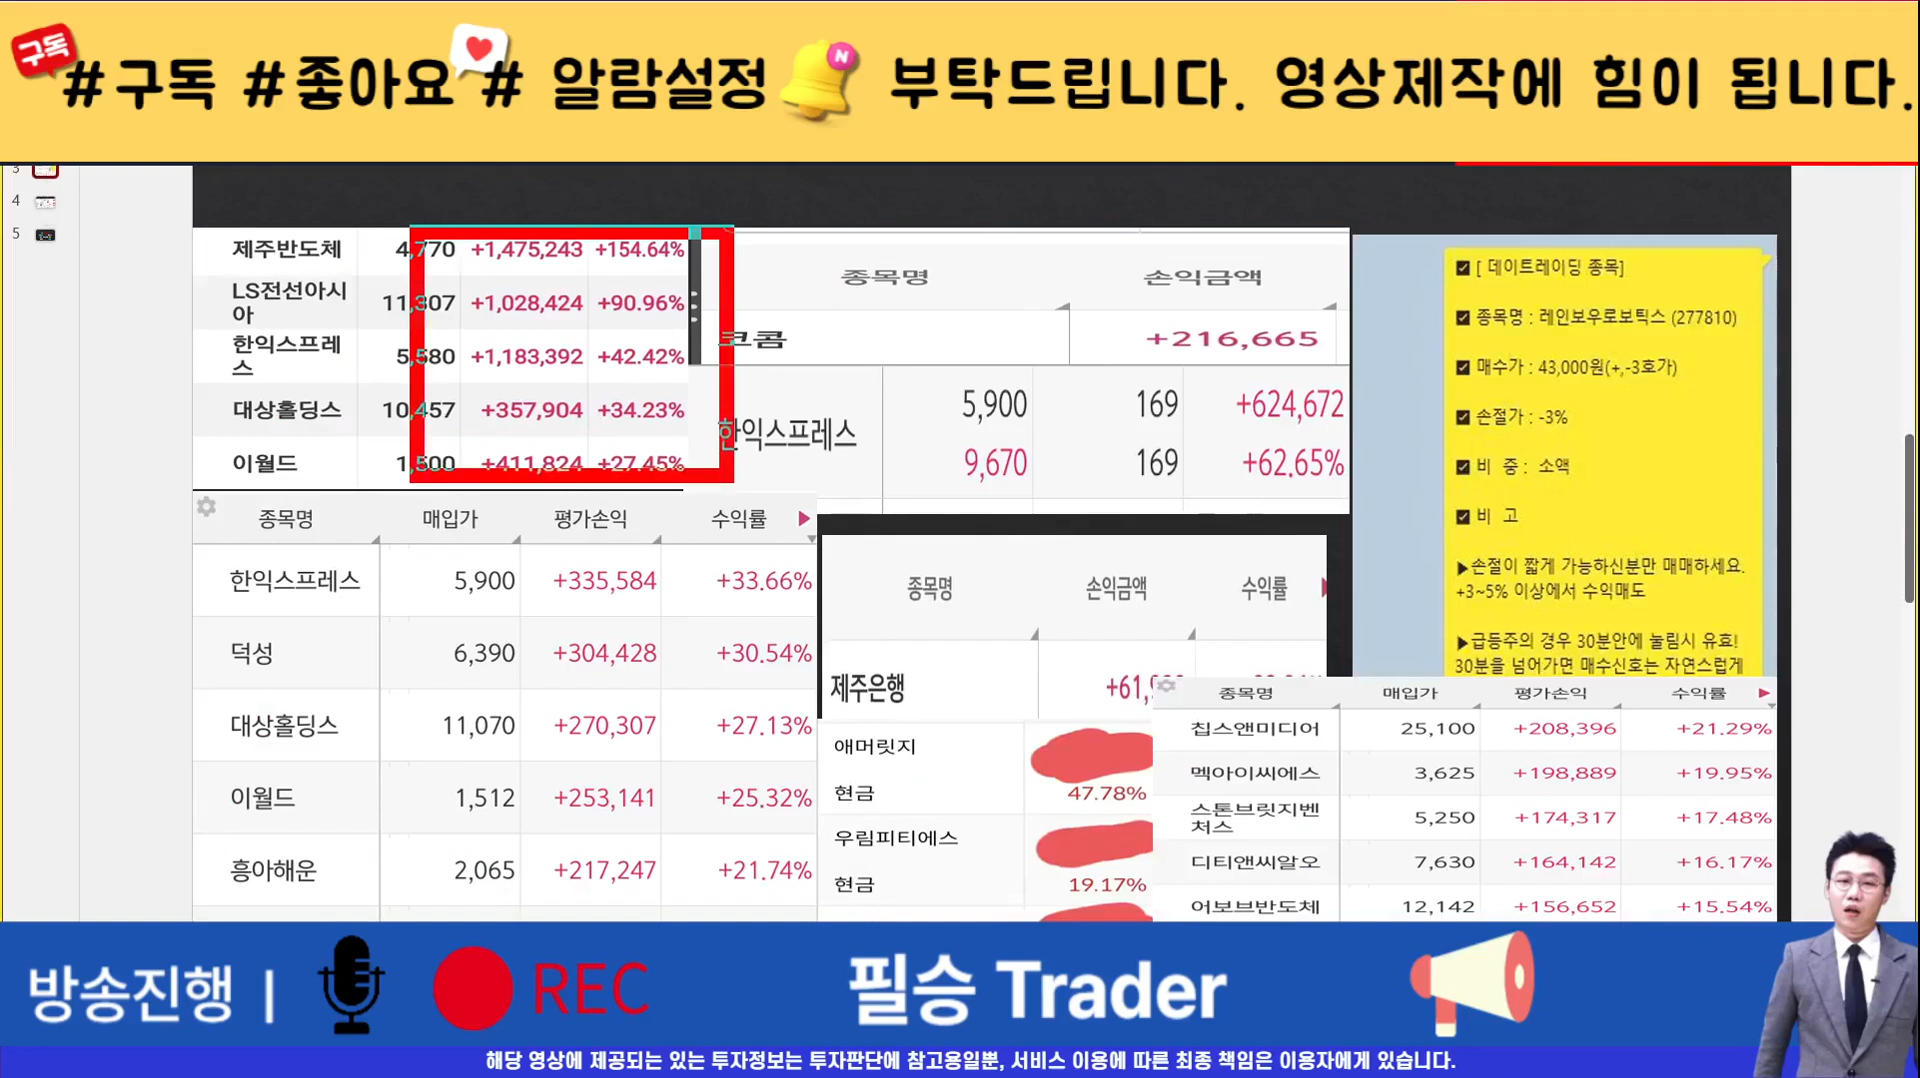 구독
#구독 #좋아요 # 알람설정 N 부탁드립니다. 영상제작에 힘이 됩니다.
3
4
5
제주반도체 4,770 +1,475,243 +154.64%
LS전선아시아 11,307 +1,028,424 +90.96%
한익스프레스 5,580 +1,183,392 +42.42%
대상홀딩스 10,457 +357,904 +34.23%
이월드 1,500 +411,824 +27.45%
종목명 손익금액
코콤 +216,665
한익스프레스
5,900 169 +624,672
9,670 169 +62.65%
[ 데이트레이딩 종목]
종목명 : 레인보우로보틱스 (277810)
매수가 : 43,000원(+,-3호가)
손절가 : -3%
비 중 : 소액
비 고
▶손절이 짧게 가능하신분만 매매하세요.
+3~5% 이상에서 수익매도
▶급등주의 경우 30분안에 눌림시 유효!
30분을 넘어가면 매수신호는 자연스럽게
종목명 매입가 평가손익 수익률
한익스프레스 5,900 +335,584 +33.66%
덕성 6,390 +304,428 +30.54%
대상홀딩스 11,070 +270,307 +27.13%
이월드 1,512 +253,141 +25.32%
흥아해운 2,065 +217,247 +21.74%
종목명 손익금액 수익률
제주은행
애머릿지
현금 47.78%
우림피티에스
현금 19.17%
종목명 매입가 평가손익 수익률
칩스앤미디어 25,100 +208,396 +21.29%
멕아이씨에스 3,625 +198,889 +19.95%
스톤브릿지벤처스 5,250 +174,317 +17.48%
디티앤씨알오 7,630 +164,142 +16.17%
어보브반도체 12,142 +156,652 +15.54%
방송진행 | REC 필승 Trader
해당 영상에 제공되는 있는 투자정보는 투자판단에 참고용일뿐, 서비스 이용에 따른 최종 책임은 이용자에게 있습니다.